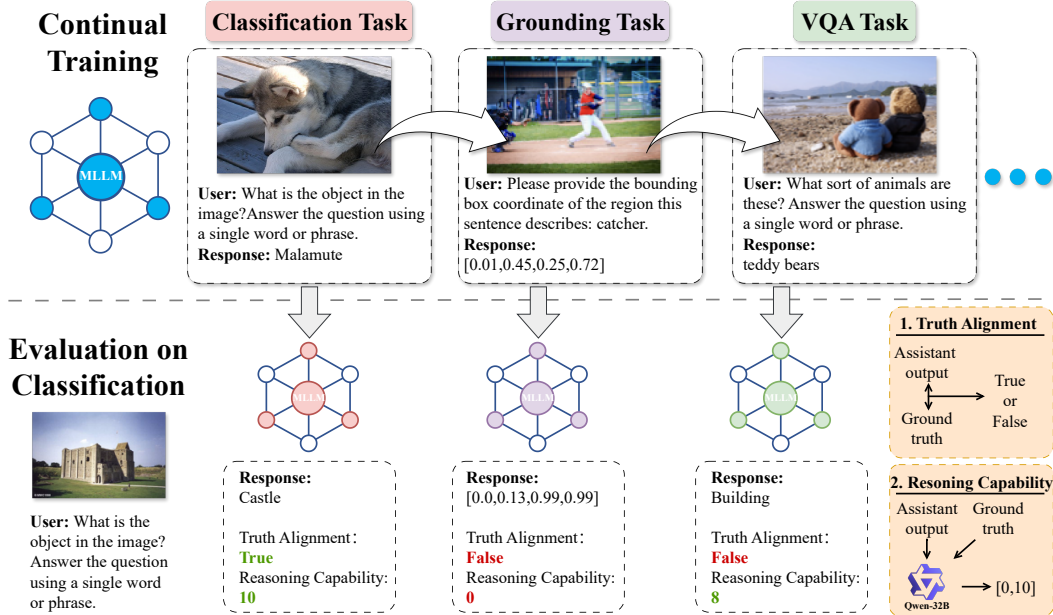 Continual
Training
Classification Task
Grounding Task
VQA Task
MLLM
User: What is the object in the
image?Answer the question using
a single word or phrase.
Response: Malamute
User: Please provide the bounding
box coordinate of the region this
sentence describes: catcher.
Response:
[0.01,0.45,0.25,0.72]
User: What sort of animals are
these? Answer the question using
a single word or phrase.
Response:
teddy bears
Evaluation on
Classification
User: What is the
object in the image?
Answer the question
using a single word
or phrase.
MLLM
Response:
Castle
Truth Alignment:
True
Reasoning Capability:
10
MLLM
Response:
[0.0,0.13,0.99,0.99]
Truth Alignment:
False
Reasoning Capability:
0
MLLM
Response:
Building
Truth Alignment:
False
Reasoning Capability:
8
1. Truth Alignment
Assistant
output
Ground
truth
True
or
False
2. Resoning Capability
Assistant
output
Ground
truth
Qwen-32B
[0,10]